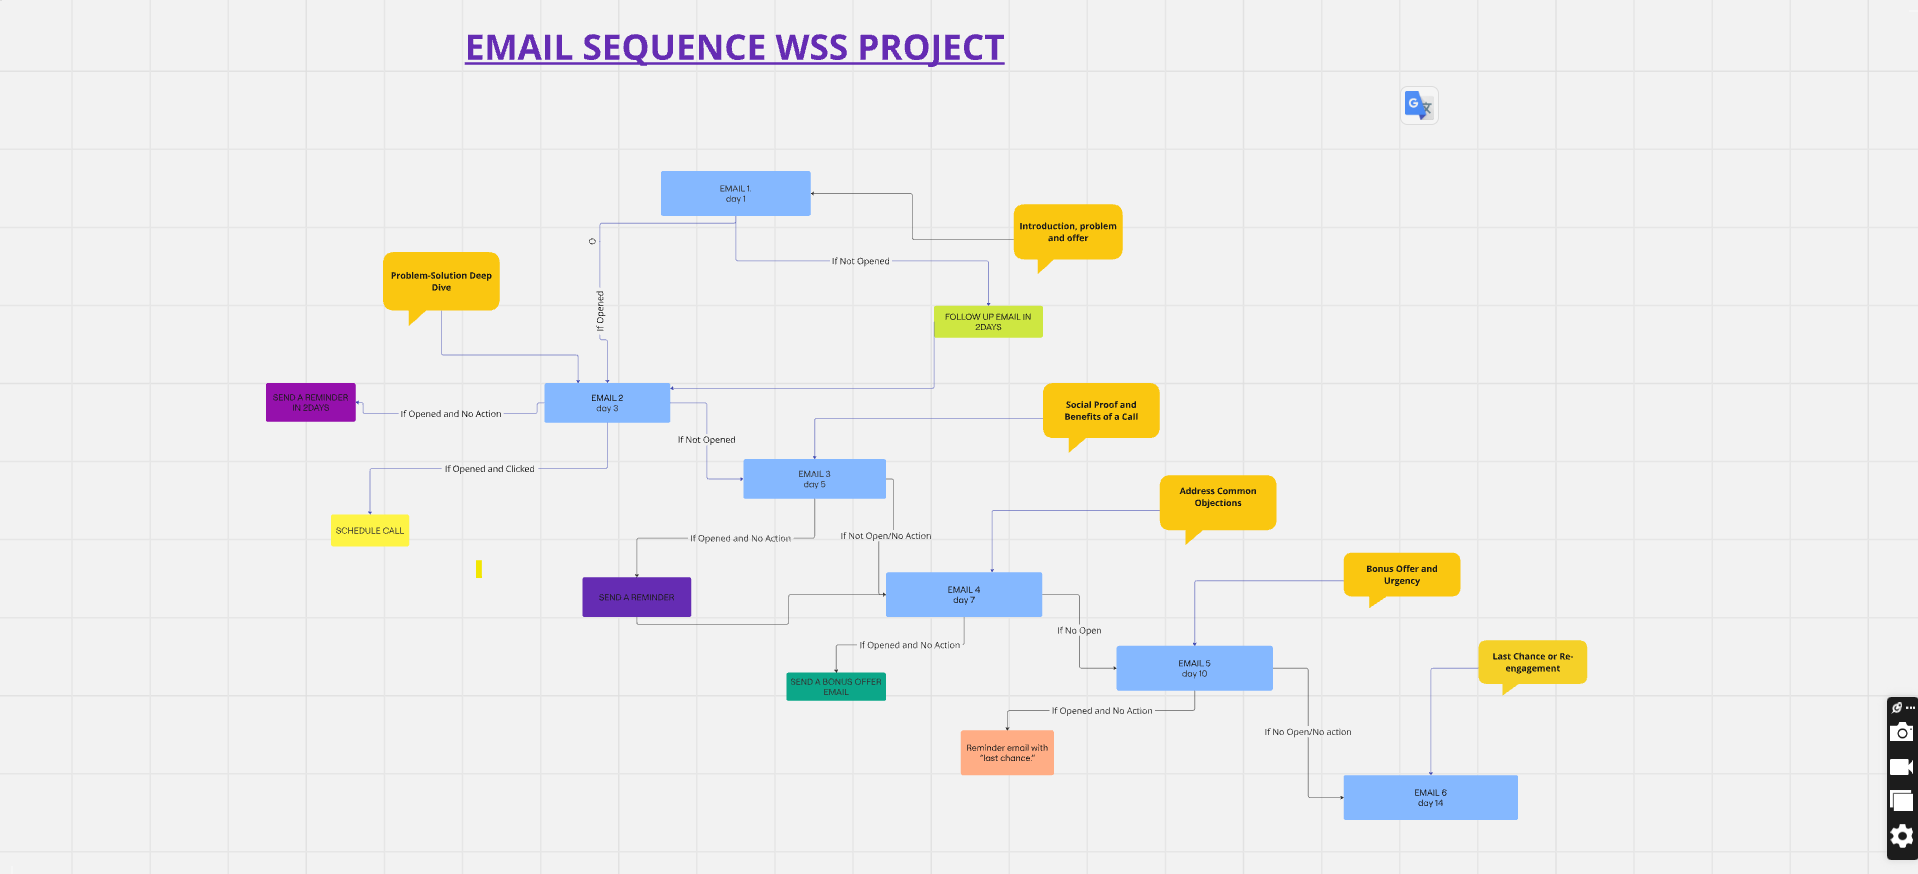 EMAIL SEQUENCE WSS PROJECT
EMAIL 1.
day 1
Introduction, problem
and offer
If Not Opened
Problem-Solution Deep
Dive
If Opened
FOLLOW UP EMAIL IN
2DAYS
SEND A REMINDER
IN 2DAYS
If Opened and No Action
EMAIL 2
day 3
Social Proof and
Benefits of a Call
If Not Opened
If Opened and Clicked
EMAIL 3
day 5
Address Common
Objections
SCHEDULE CALL
If Opened and No Action
If Not Open/No Action
Bonus Offer and
Urgency
SEND A REMINDER
EMAIL 4
day 7
If No Open
If Opened and No Action
EMAIL 5
day 10
Last Chance or Re-
engagement
SEND A BONUS OFFER
EMAIL
If Opened and No Action
If No Open/No action
Reminder email with
"last chance."
EMAIL 6
day 14